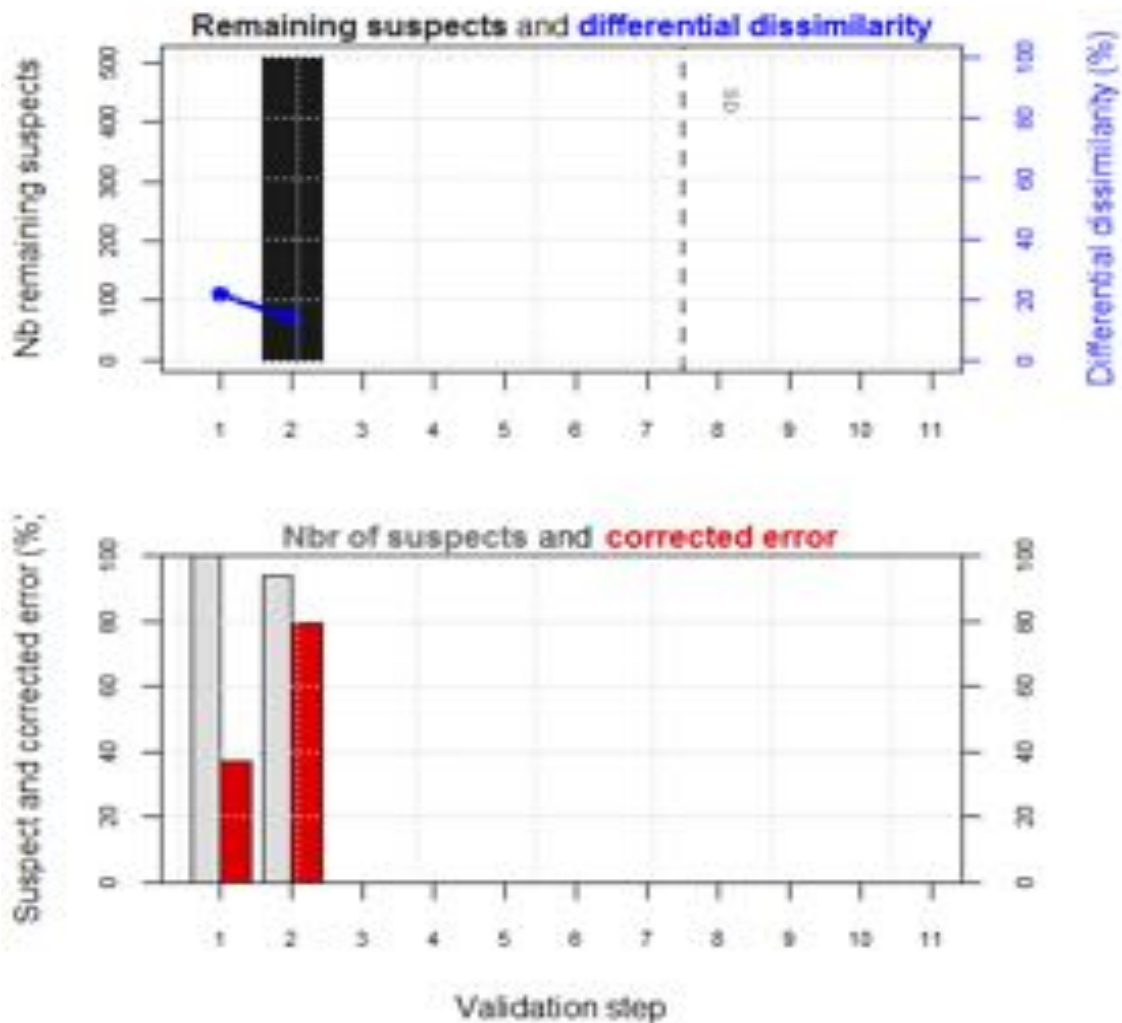 Remaining suspects and differential dissimilarity
Nb remaining suspects
0 100 200 300 400 500
Differential dissimilarity (%)
0 20 40 60 80 100
SD
1 2 3 4 5 6 7 8 9 10 11
Nbr of suspects and corrected error
Suspect and corrected error (%)
0 20 40 60 80 100
0 20 40 60 80 100
1 2 3 4 5 6 7 8 9 10 11
Validation step